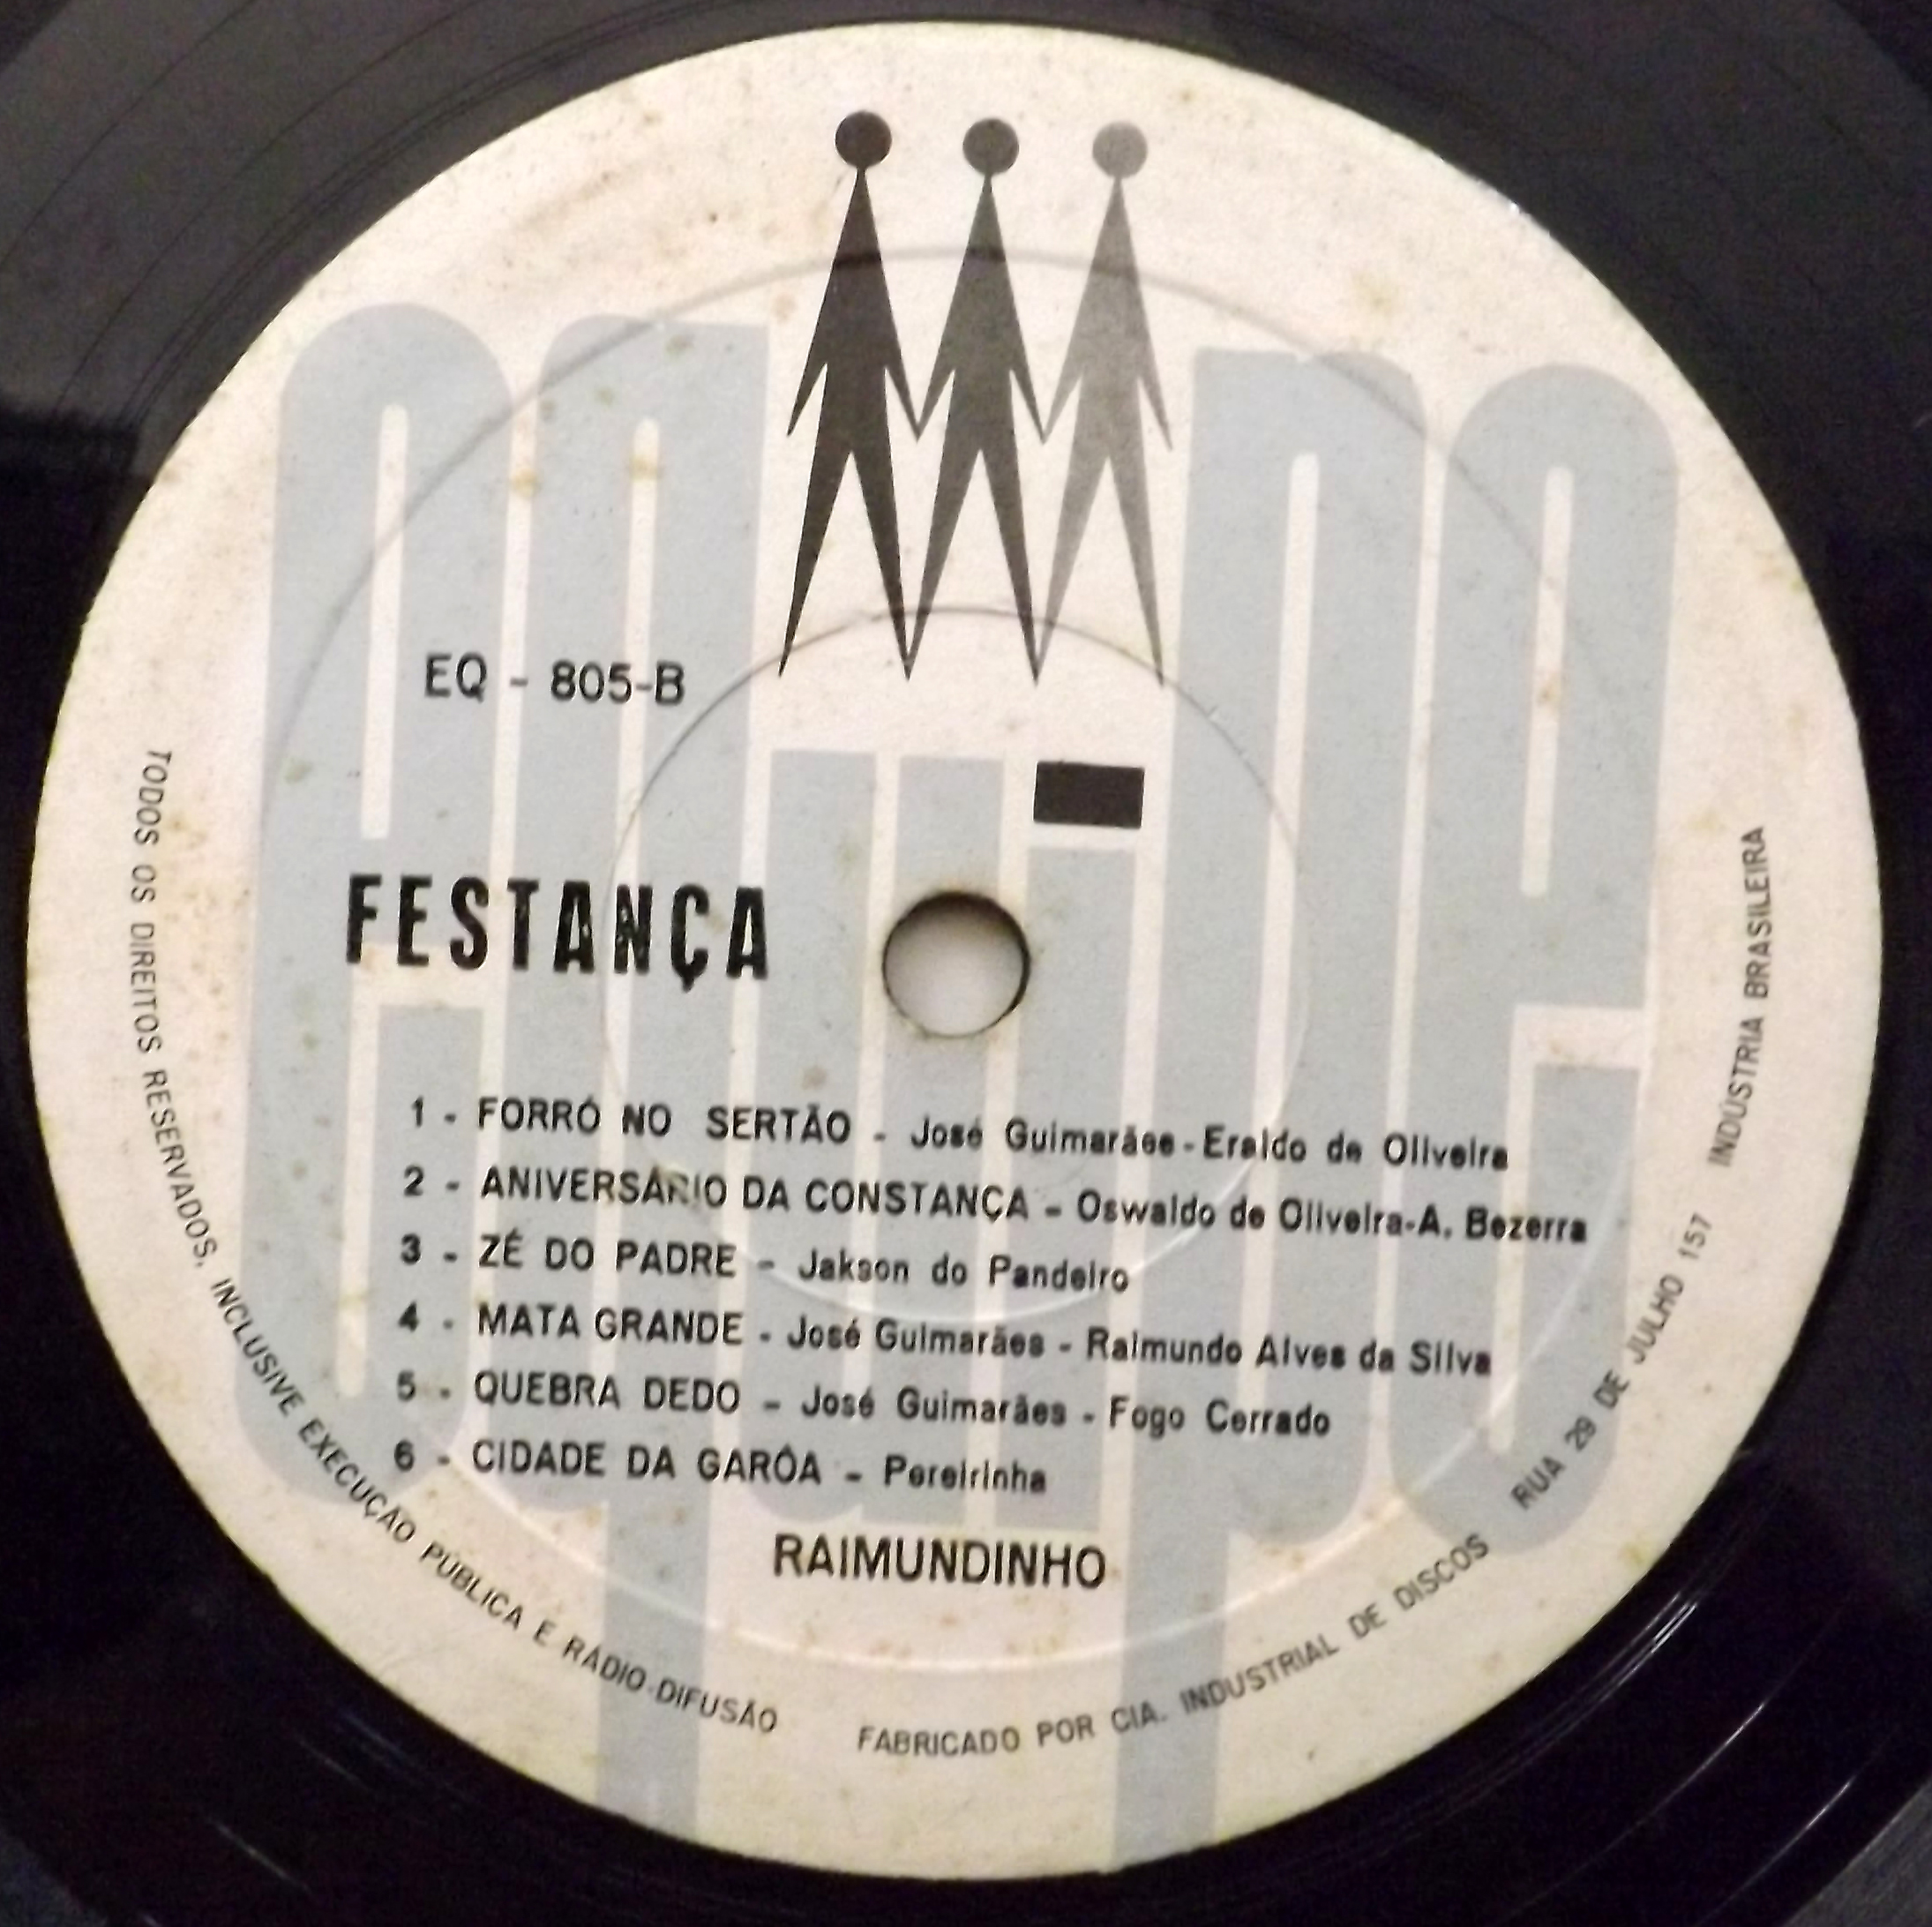 equipe
EQ - 805-B
FESTANÇA
1 - FORRÓ NO SERTÃO - José Guimarães - Eraldo de Oliveira
2 - ANIVERSÁRIO DA CONSTANÇA - Oswaldo de Oliveira-A. Bezerra
3 - ZÉ DO PADRE - Jakson do Pandeiro
4 - MATA GRANDE - José Guimarães - Raimundo Alves da Silva
5 - QUEBRA DEDO - José Guimarães - Fogo Cerrado
6 - CIDADE DA GARÔA - Pereirinha
RAIMUNDINHO
TODOS OS DIREITOS RESERVADOS, INCLUSIVE EXECUÇÃO PÚBLICA E RÁDIO-DIFUSÃO
FABRICADO POR CIA. INDUSTRIAL DE DISCOS RUA 29 DE JULHO 157 INDÚSTRIA BRASILEIRA